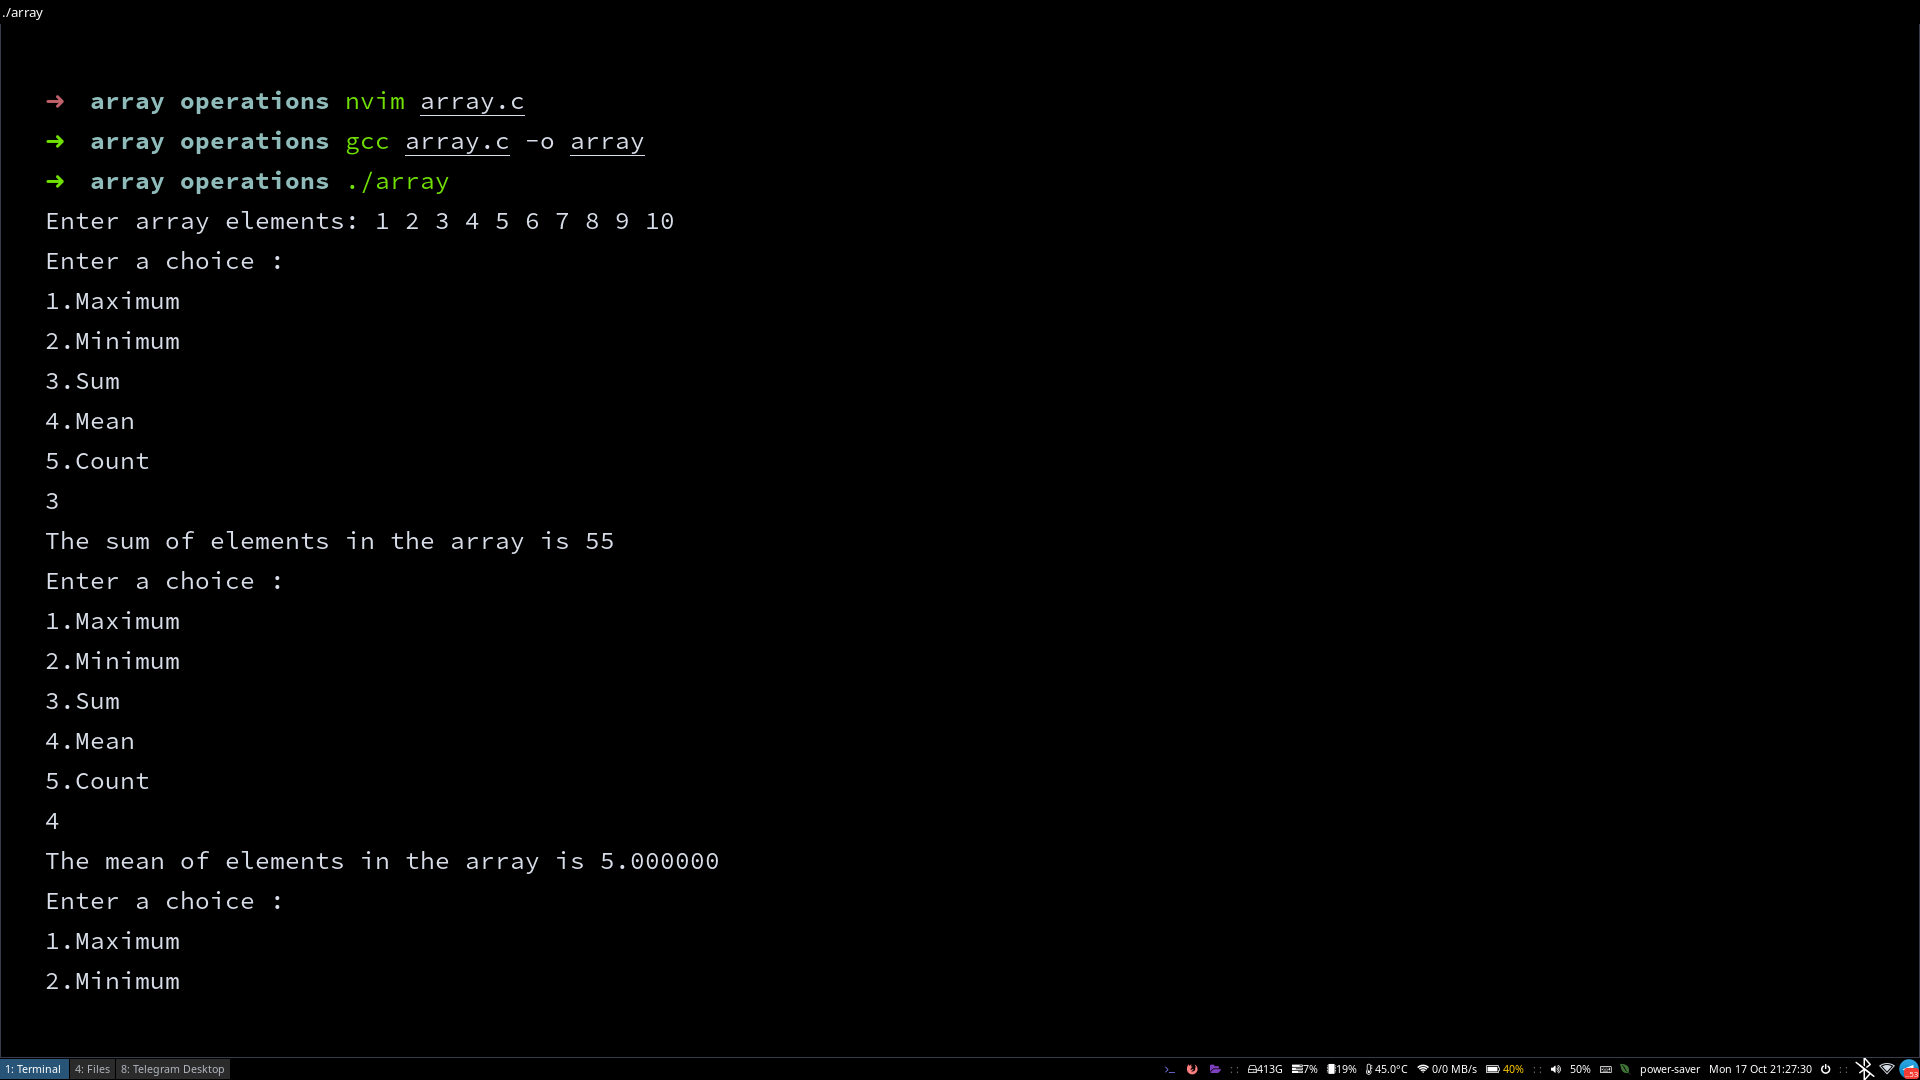 ./array
➜ array operations nvim array.c
➜ array operations gcc array.c -o array
➜ array operations ./array
Enter array elements: 1 2 3 4 5 6 7 8 9 10
Enter a choice :
1.Maximum
2.Minimum
3.Sum
4.Mean
5.Count
3
The sum of elements in the array is 55
Enter a choice :
1.Maximum
2.Minimum
3.Sum
4.Mean
5.Count
4
The mean of elements in the array is 5.000000
Enter a choice :
1.Maximum
2.Minimum
1: Terminal 4: Files 8: Telegram Desktop >_ :: 413G 7% 19% 45.0°C 0/0 MB/s 40% :: 50% power-saver Mon 17 Oct 21:27:30 :: 53